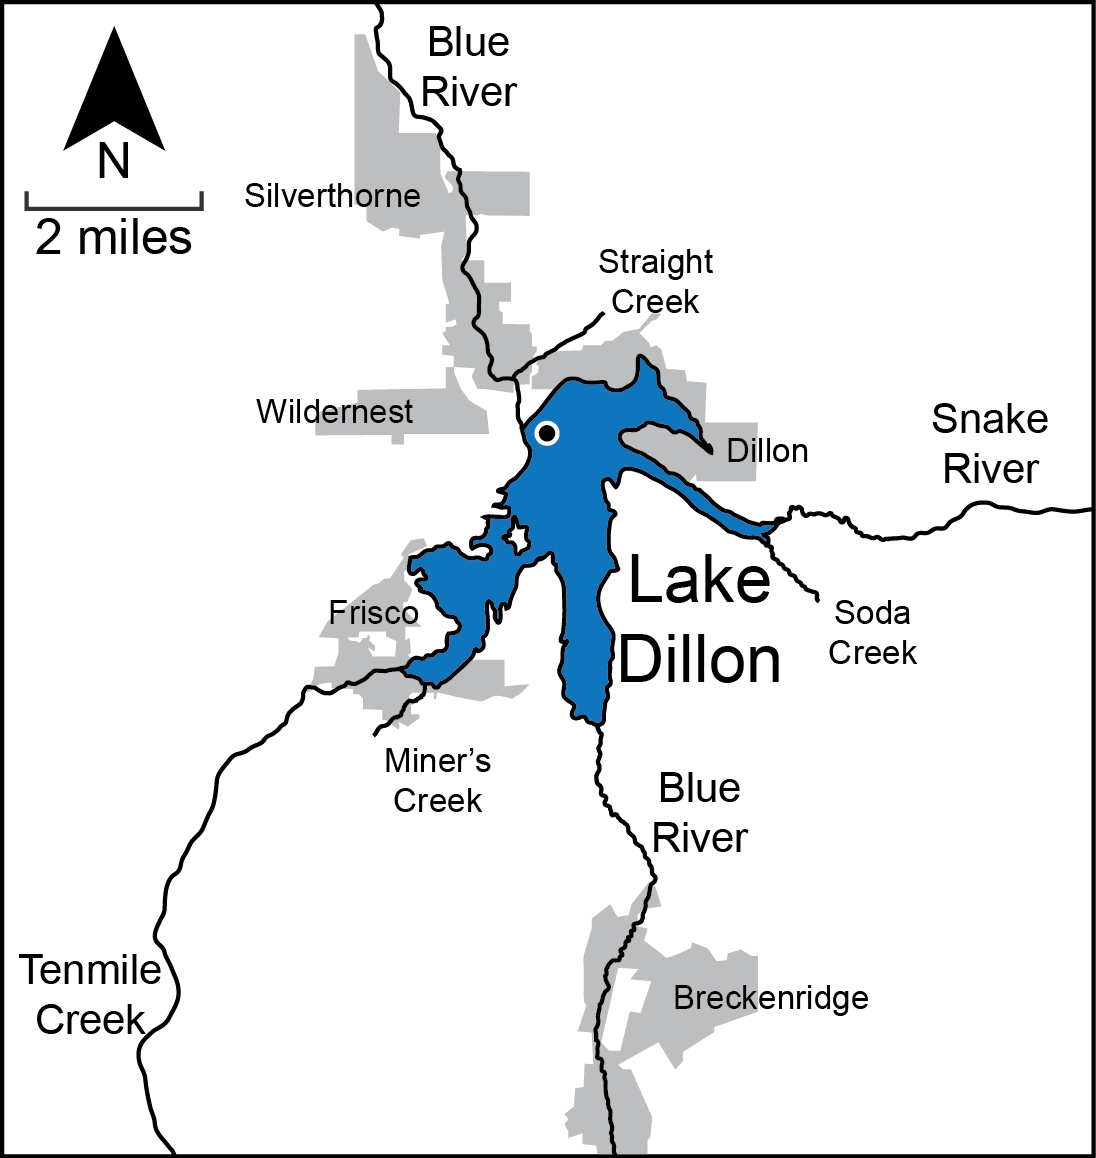 Blue
River
N
2 miles
Silverthorne
Straight
Creek
Wildernest
Dillon
Snake
River
Lake
Dillon
Frisco
Soda
Creek
Miner’s
Creek
Blue
River
Tenmile
Creek
Breckenridge